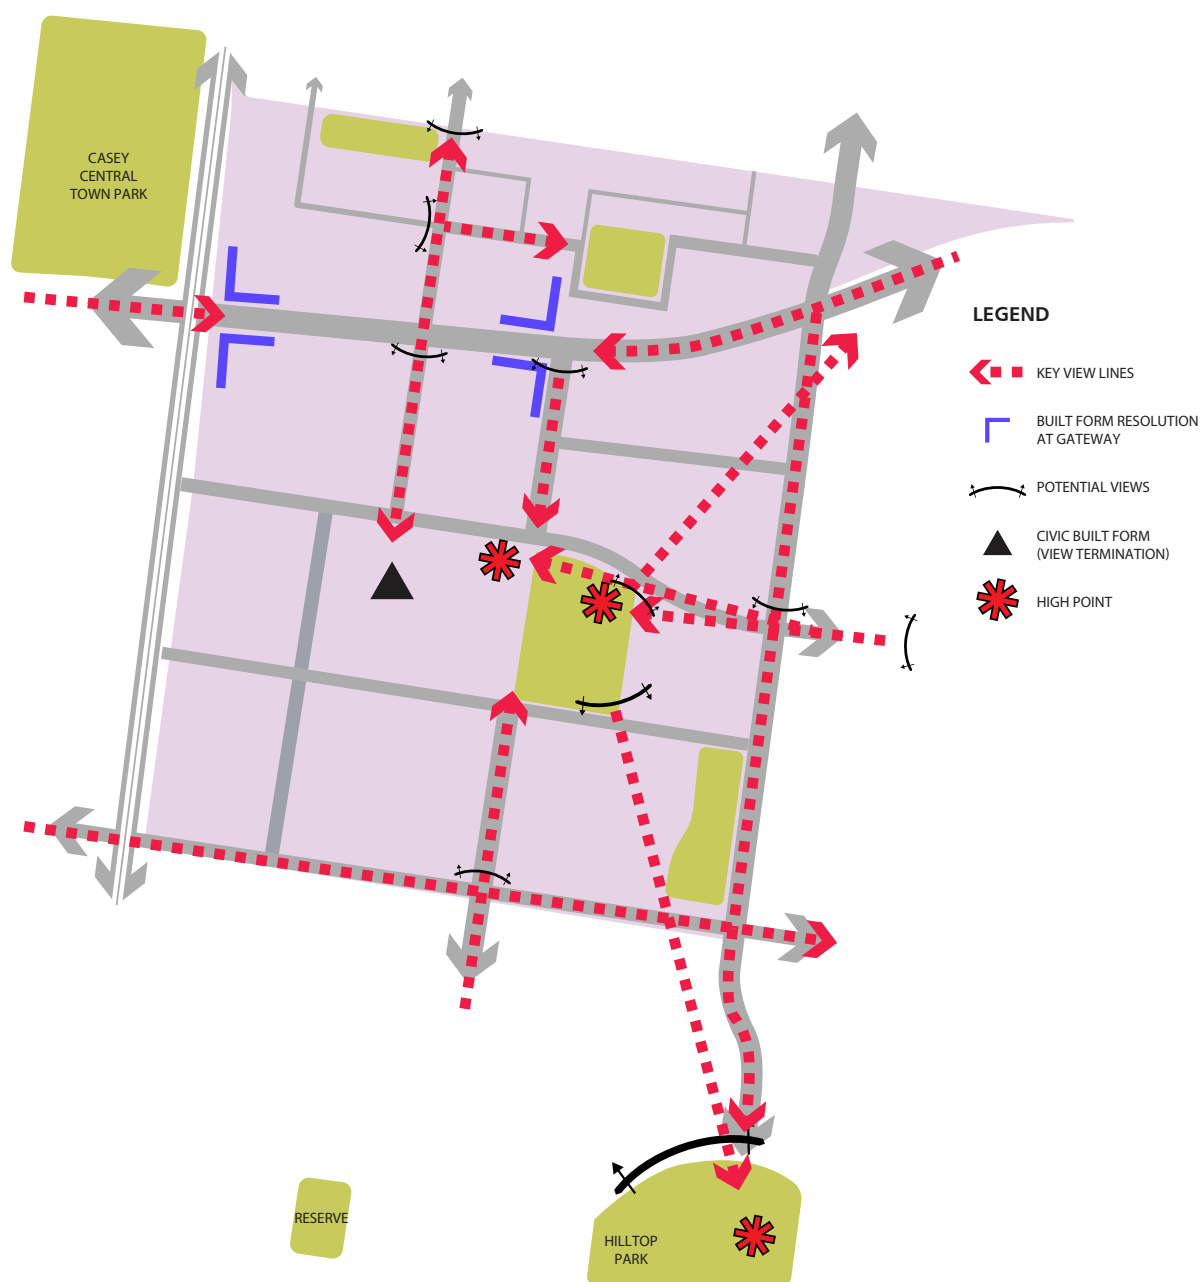 CASEY
CENTRAL
TOWN PARK
LEGEND
KEY VIEW LINES
BUILT FORM RESOLUTION
AT GATEWAY
POTENTIAL VIEWS
CIVIC BUILT FORM
(VIEW TERMINATION)
HIGH POINT
RESERVE
HILLTOP
PARK